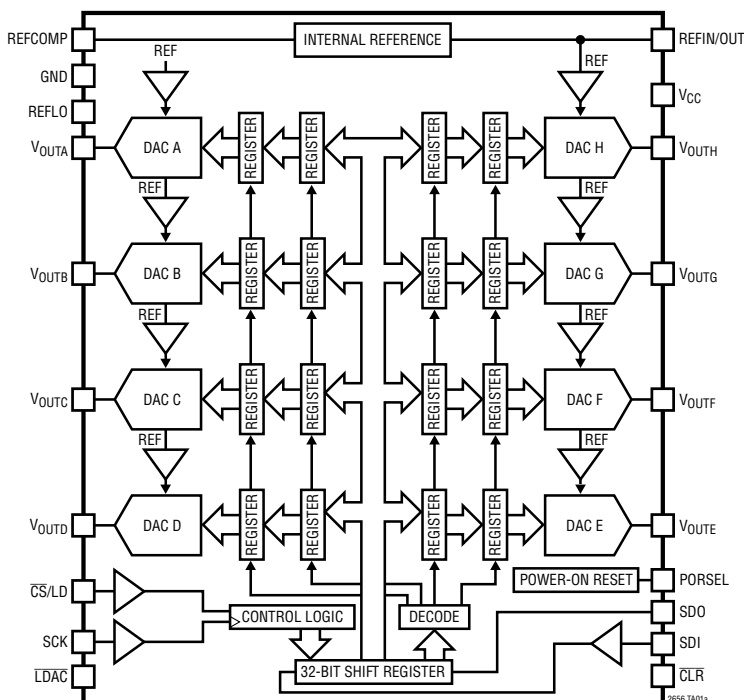 REFCOMP
INTERNAL REFERENCE
REFIN/OUT
REF
REF
GND
VCC
REFLO
VOUTA
DAC A
REGISTER
REGISTER
REGISTER
REGISTER
DAC H
VOUTH
REF
REF
VOUTB
DAC B
REGISTER
REGISTER
REGISTER
REGISTER
DAC G
VOUTG
REF
REF
VOUTC
DAC C
REGISTER
REGISTER
REGISTER
REGISTER
DAC F
VOUTF
REF
REF
VOUTD
DAC D
REGISTER
REGISTER
REGISTER
REGISTER
DAC E
VOUTE
CS/LD
POWER-ON RESET
PORSEL
CONTROL LOGIC
DECODE
SDO
SCK
SDI
LDAC
32-BIT SHIFT REGISTER
CLR
2656 TA01a